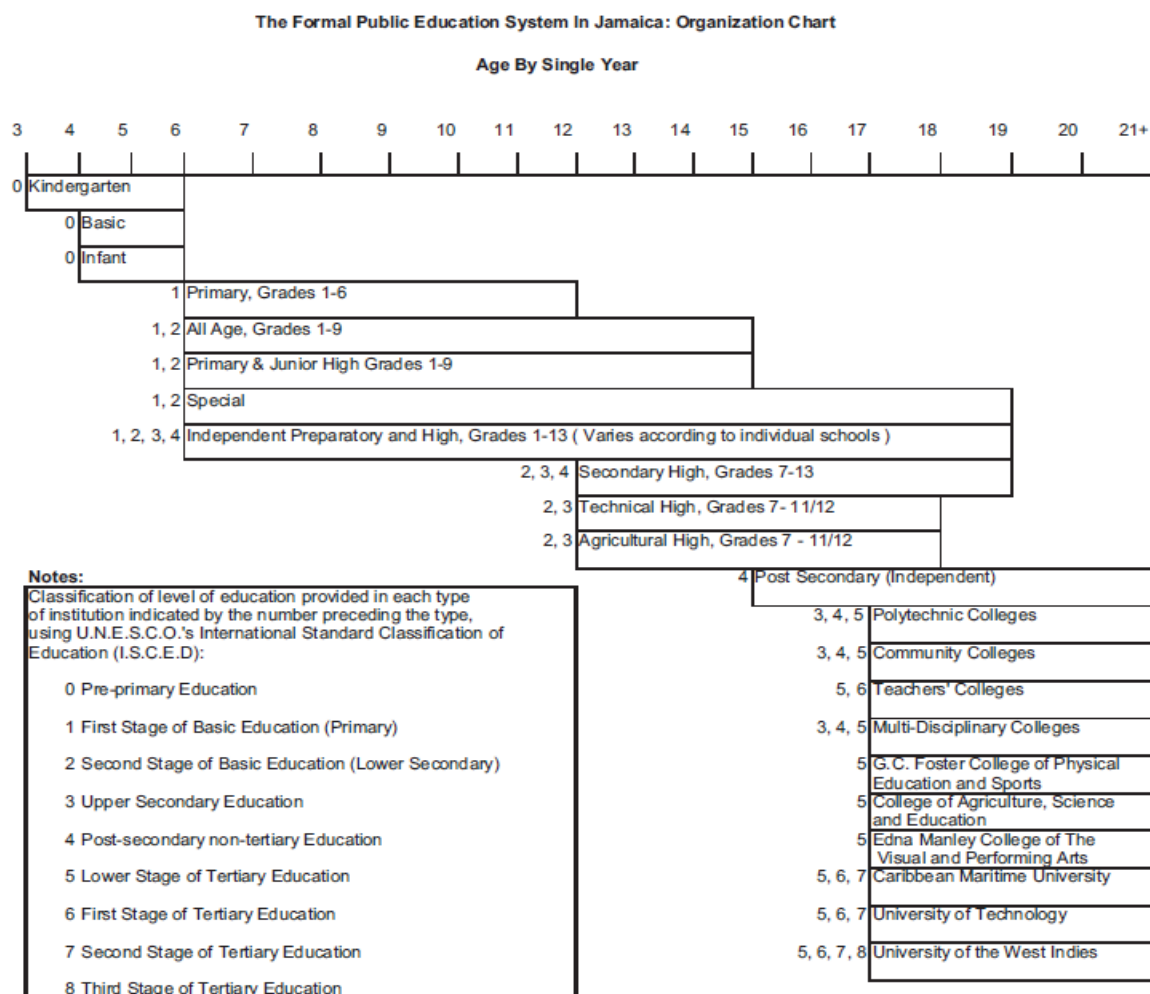 The Formal Public Education System In Jamaica: Organization Chart
Age By Single Year
3 4 5 6 7 8 9 10 11 12 13 14 15 16 17 18 19 20 21+
0 Kindergarten
0 Basic
0 Infant
1 Primary, Grades 1-6
1, 2 All Age, Grades 1-9
1, 2 Primary & Junior High Grades 1-9
1, 2 Special
1, 2, 3, 4 Independent Preparatory and High, Grades 1-13 ( Varies according to individual schools )
2, 3, 4 Secondary High, Grades 7-13
2, 3 Technical High, Grades 7- 11/12
2, 3 Agricultural High, Grades 7 - 11/12
4 Post Secondary (Independent)
3, 4, 5 Polytechnic Colleges
3, 4, 5 Community Colleges
5, 6 Teachers' Colleges
3, 4, 5 Multi-Disciplinary Colleges
5 G.C. Foster College of Physical
Education and Sports
5 College of Agriculture, Science
and Education
5 Edna Manley College of The
Visual and Performing Arts
5, 6, 7 Caribbean Maritime University
5, 6, 7 University of Technology
5, 6, 7, 8 University of the West Indies
Notes:
Classification of level of education provided in each type
of institution indicated by the number preceding the type,
using U.N.E.S.C.O.'s International Standard Classification of
Education (I.S.C.E.D):
0 Pre-primary Education
1 First Stage of Basic Education (Primary)
2 Second Stage of Basic Education (Lower Secondary)
3 Upper Secondary Education
4 Post-secondary non-tertiary Education
5 Lower Stage of Tertiary Education
6 First Stage of Tertiary Education
7 Second Stage of Tertiary Education
8 Third Stage of Tertiary Education